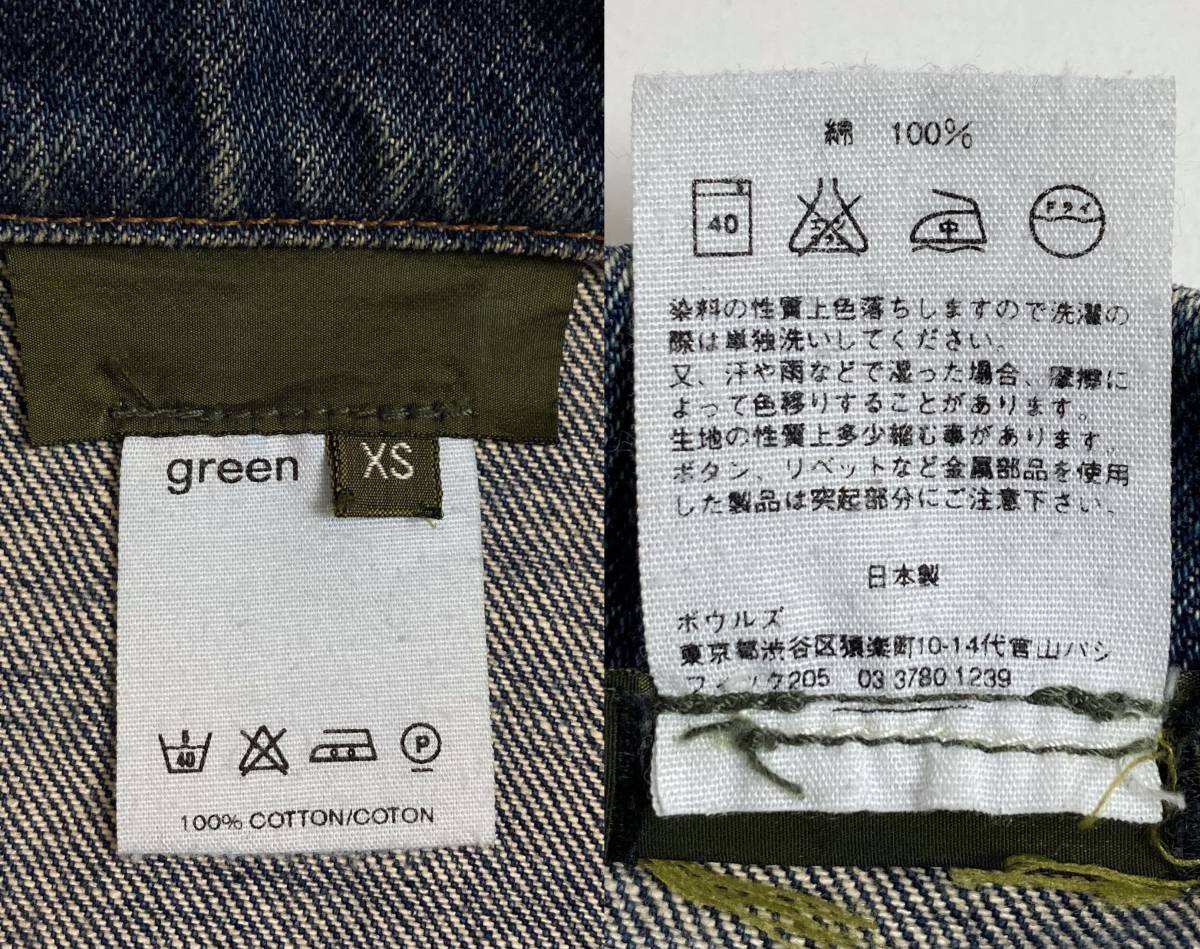 green
XS
40
P
100% COTTON/COTON
綿 100%
40
中
ドライ
染料の性質上色落ちしますので洗濯の
際は単独洗いしてください。
又、汗や雨などで湿った場合、摩擦に
よって色移りすることがあります。
生地の性質上多少縮む事があります。
ボタン、リベットなど金属部品を使用
した製品は突起部分にご注意下さい。
日本製
ボウルズ
東京都渋谷区猿楽町10-14代官山パシ
フィック205 03 3780 1239